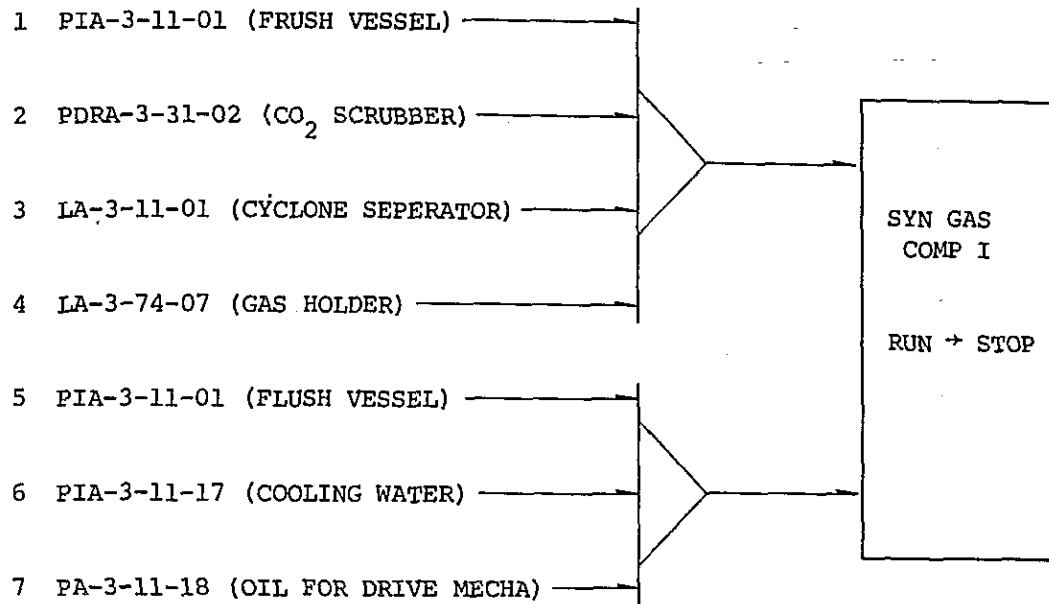 1 PIA-3-11-01 (FRUSH VESSEL)
2 PDRA-3-31-02 (CO2 SCRUBBER)
3 LA-3-11-01 (CYCLONE SEPERATOR)
4 LA-3-74-07 (GAS HOLDER)
SYN GAS
COMP I
RUN → STOP
5 PIA-3-11-01 (FLUSH VESSEL)
6 PIA-3-11-17 (COOLING WATER)
7 PA-3-11-18 (OIL FOR DRIVE MECHA)